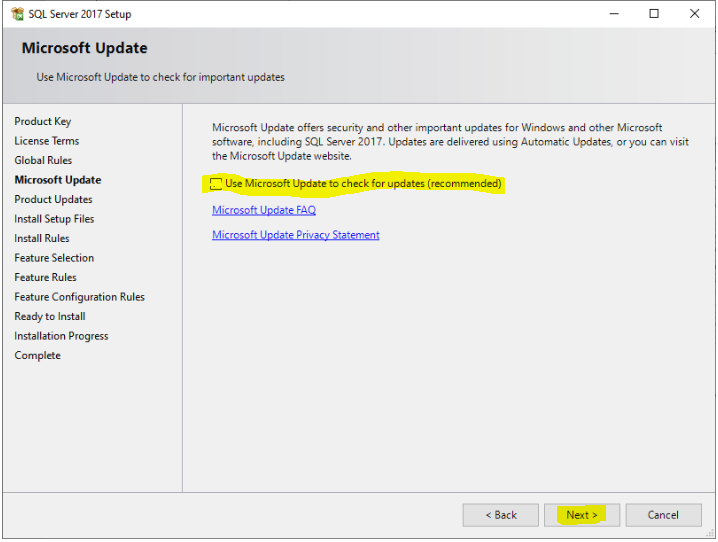 SQL Server 2017 Setup
Microsoft Update
Use Microsoft Update to check for important updates
Product Key
License Terms
Global Rules
Microsoft Update
Product Updates
Install Setup Files
Install Rules
Feature Selection
Feature Rules
Feature Configuration Rules
Ready to Install
Installation Progress
Complete
Microsoft Update offers security and other important updates for Windows and other Microsoft
software, including SQL Server 2017. Updates are delivered using Automatic Updates, or you can visit
the Microsoft Update website.
Use Microsoft Update to check for updates (recommended)
Microsoft Update FAQ
Microsoft Update Privacy Statement
< Back
Next >
Cancel